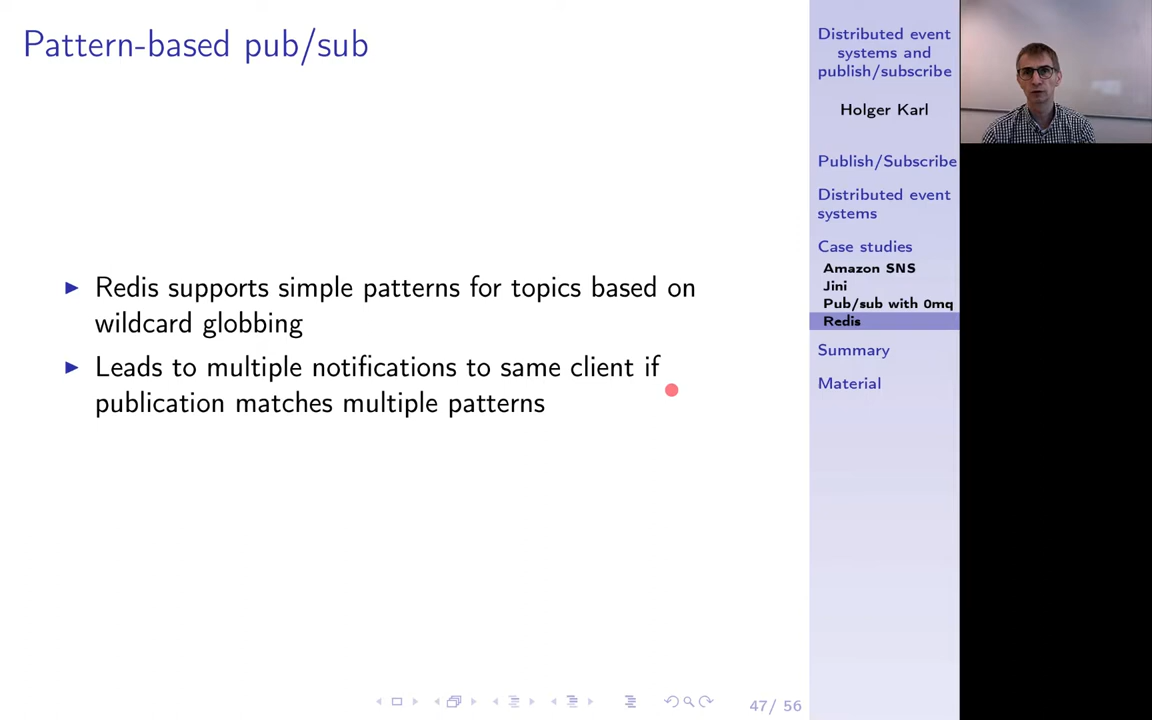 Pattern-based pub/sub
▶ Redis supports simple patterns for topics based on
wildcard globbing
▶ Leads to multiple notifications to same client if
publication matches multiple patterns
47/ 56
Distributed event
systems and
publish/subscribe
Holger Karl
Publish/Subscribe
Distributed event
systems
Case studies
Amazon SNS
Jini
Pub/sub with 0mq
Redis
Summary
Material